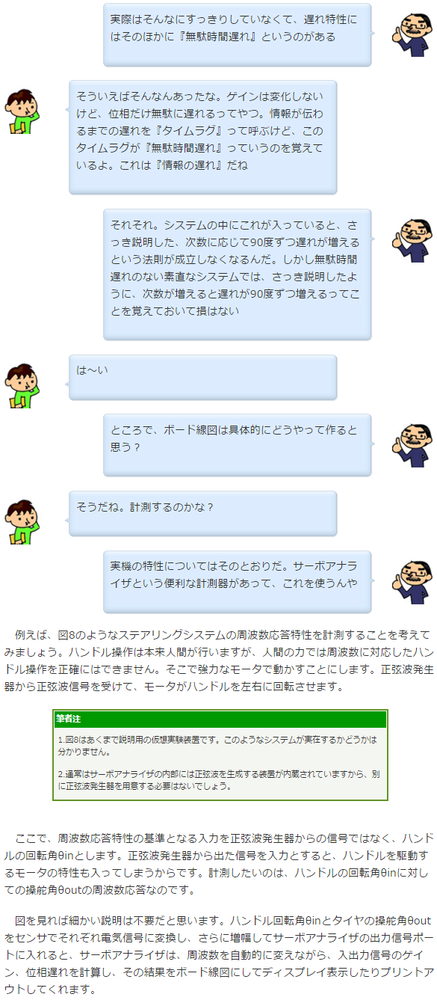 実際はそんなにすっきりしていなくて、遅れ特性に
はそのほかに『無駄時間遅れ』というのがある
そういえばそんなんあったな。ゲインは変化しない
けど、位相だけ無駄に遅れるってやつ。情報が伝わ
るまでの遅れを『タイムラグ』って呼ぶけど、この
タイムラグが『無駄時間遅れ』っていうのを覚えて
いるよ。これは『情報の遅れ』だね
それそれ。システムの中にこれが入っていると、さ
っき説明した、次数に応じて90度ずつ遅れが増える
という法則が成立しなくなるんだ。しかし無駄時間
遅れのない素直なシステムでは、さっき説明したよ
うに、次数が増えると遅れが90度ずつ増えるってこ
とを覚えておいて損はない
は～い
ところで、ボード線図は具体的にどうやって作ると
思う？
そうだね。計測するのかな？
実機の特性についてはそのとおりだ。サーボアナラ
イザという便利な計測器があって、これを使うんや
例えば、図8のようなステアリングシステムの周波数応答特性を計測することを考えて
みましょう。ハンドル操作は本来人間が行いますが、人間の力では周波数に対応したハン
ドル操作を正確にはできません。そこで強力なモータで動かすことにします。正弦波発生
器から正弦波信号を受けて、モータがハンドルを左右に回転させます。
筆者注
1.図8はあくまで説明用の仮想実験装置です。このようなシステムが実在するかどうかは
分かりません。
2.通常はサーボアナライザの内部には正弦波を生成する装置が内蔵されていますから、別
に正弦波発生器を用意する必要はないでしょう。
ここで、周波数応答特性の基準となる入力を正弦波発生器からの信号ではなく、ハンド
ルの回転角θinとします。正弦波発生器から出た信号を入力とすると、ハンドルを駆動す
るモータの特性も入ってしまうからです。計測したいのは、ハンドルの回転角θinに対し
ての操舵角θoutの周波数応答なのです。
図を見れば細かい説明は不要だと思います。ハンドル回転角θinとタイヤの操舵角θout
をセンサでそれぞれ電気信号に変換し、さらに増幅してサーボアナライザの出力信号ポー
トに入れると、サーボアナライザは、周波数を自動的に変えながら、入出力信号のゲイ
ン、位相遅れを計算し、その結果をボード線図にしてディスプレイ表示したりプリントア
ウトしてくれます。